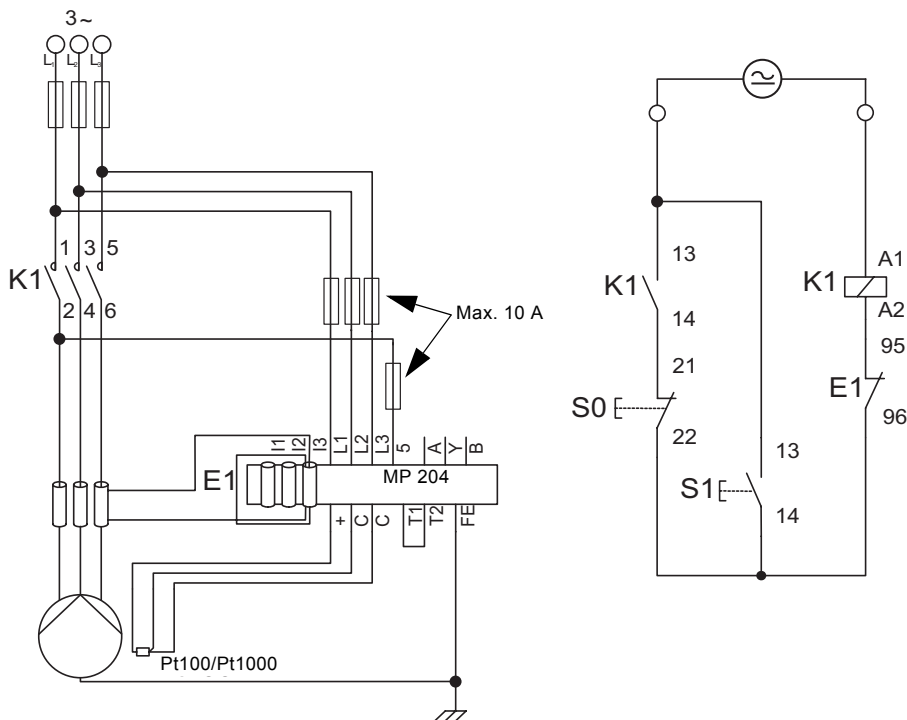 3~
L1 L2 L3
1 3 5
K1
2 4 6
Max. 10 A
I1 I2 I3 L1 L2 L3 5 A Y B
E1
MP 204
+ C C T1 T2 FE
Pt100/Pt1000
13
K1
14
21
S0
22
13
S1
14
A1
K1
A2
95
E1
96